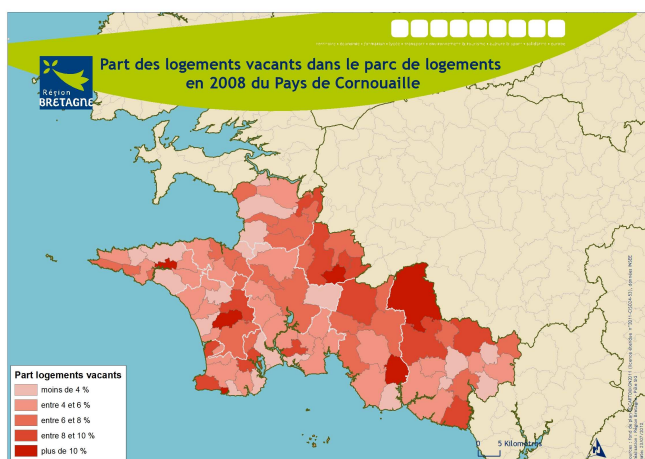 Part des logements vacants dans le parc de logements
en 2008 du Pays de Cornouaille
Région
BRETAGNE
Part logements vacants
moins de 4 %
entre 4 et 6 %
entre 6 et 8 %
entre 8 et 10 %
plus de 10 %
0 5 Kilomètres
N